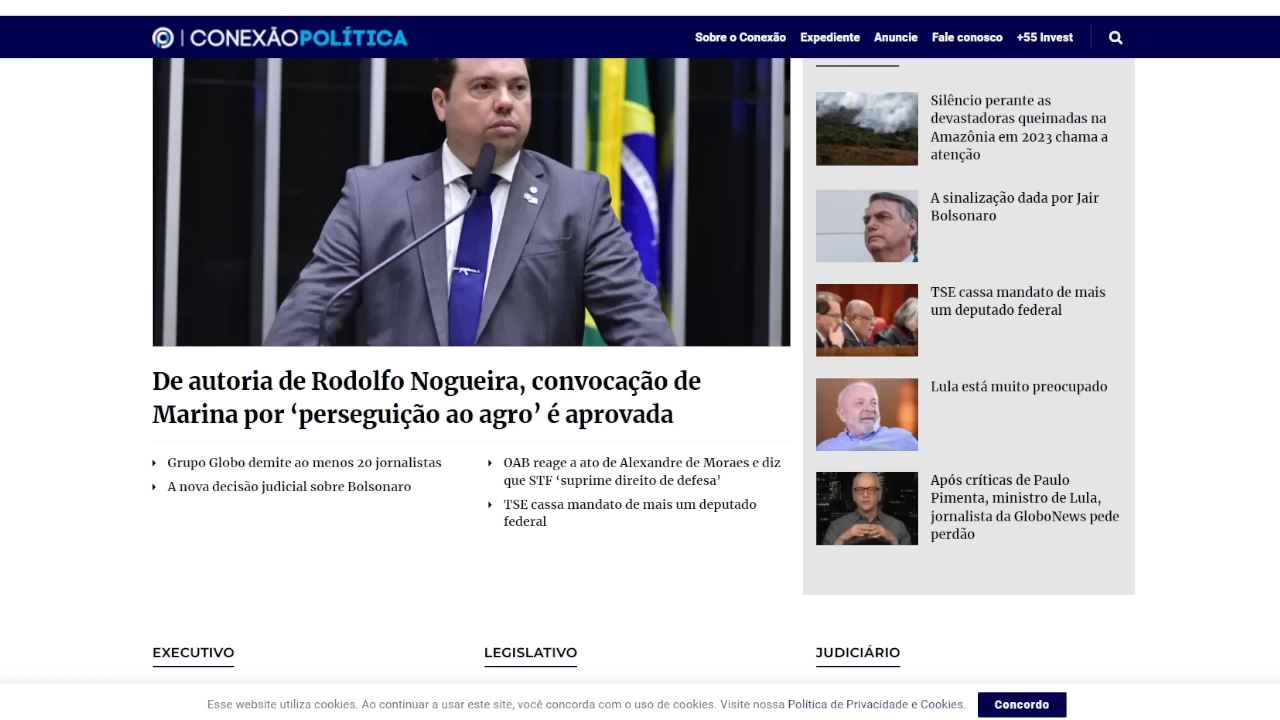 CONEXÃOPOLÍTICA
Sobre o Conexão Expediente Anuncie Fale conosco +55 Invest
De autoria de Rodolfo Nogueira, convocação de
Marina por ‘perseguição ao agro’ é aprovada
Grupo Globo demite ao menos 20 jornalistas
A nova decisão judicial sobre Bolsonaro
OAB reage a ato de Alexandre de Moraes e diz
que STF ‘suprime direito de defesa’
TSE cassa mandato de mais um deputado
federal
Silêncio perante as
devastadoras queimadas na
Amazônia em 2023 chama a
atenção
A sinalização dada por Jair
Bolsonaro
TSE cassa mandato de mais
um deputado federal
Lula está muito preocupado
Após críticas de Paulo
Pimenta, ministro de Lula,
jornalista da GloboNews pede
perdão
EXECUTIVO
LEGISLATIVO
JUDICIÁRIO
Esse website utiliza cookies. Ao continuar a usar este site, você concorda com o uso de cookies. Visite nossa Política de Privacidade e Cookies.
Concordo